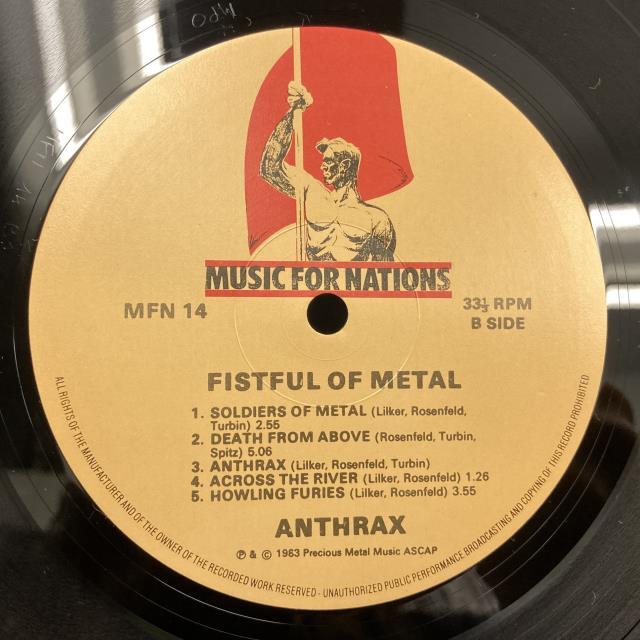 MUSIC FOR NATIONS
MFN 14
33⅓ RPM
B SIDE
FISTFUL OF METAL
1. SOLDIERS OF METAL (Lilker, Rosenfeld,
Turbin) 2.55
2. DEATH FROM ABOVE (Rosenfeld, Turbin,
Spitz) 5.06
3. ANTHRAX (Lilker, Rosenfeld, Turbin)
4. ACROSS THE RIVER (Lilker, Rosenfeld) 1.26
5. HOWLING FURIES (Lilker, Rosenfeld) 3.55
ANTHRAX
℗ & © 1983 Precious Metal Music ASCAP
ALL RIGHTS OF THE MANUFACTURER AND OF THE OWNER OF THE RECORDED WORK RESERVED - UNAUTHORIZED PUBLIC PERFORMANCE, BROADCASTING AND COPYING OF THIS RECORD PROHIBITED